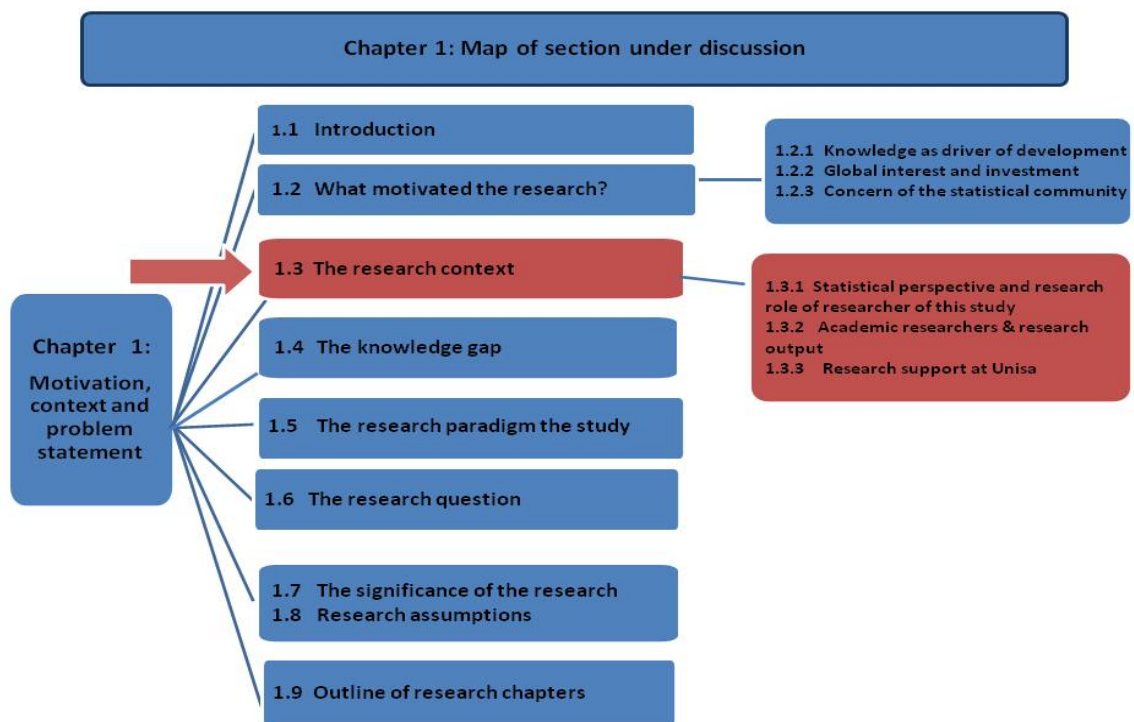 Chapter 1: Map of section under discussion
1.1 Introduction
1.2 What motivated the research?
1.2.1 Knowledge as driver of development
1.2.2 Global interest and investment
1.2.3 Concern of the statistical community
1.3 The research context
1.3.1 Statistical perspective and research
role of researcher of this study
1.3.2 Academic researchers & research
output
1.3.3 Research support at Unisa
Chapter 1:
Motivation,
context and
problem
statement
1.4 The knowledge gap
1.5 The research paradigm the study
1.6 The research question
1.7 The significance of the research
1.8 Research assumptions
1.9 Outline of research chapters